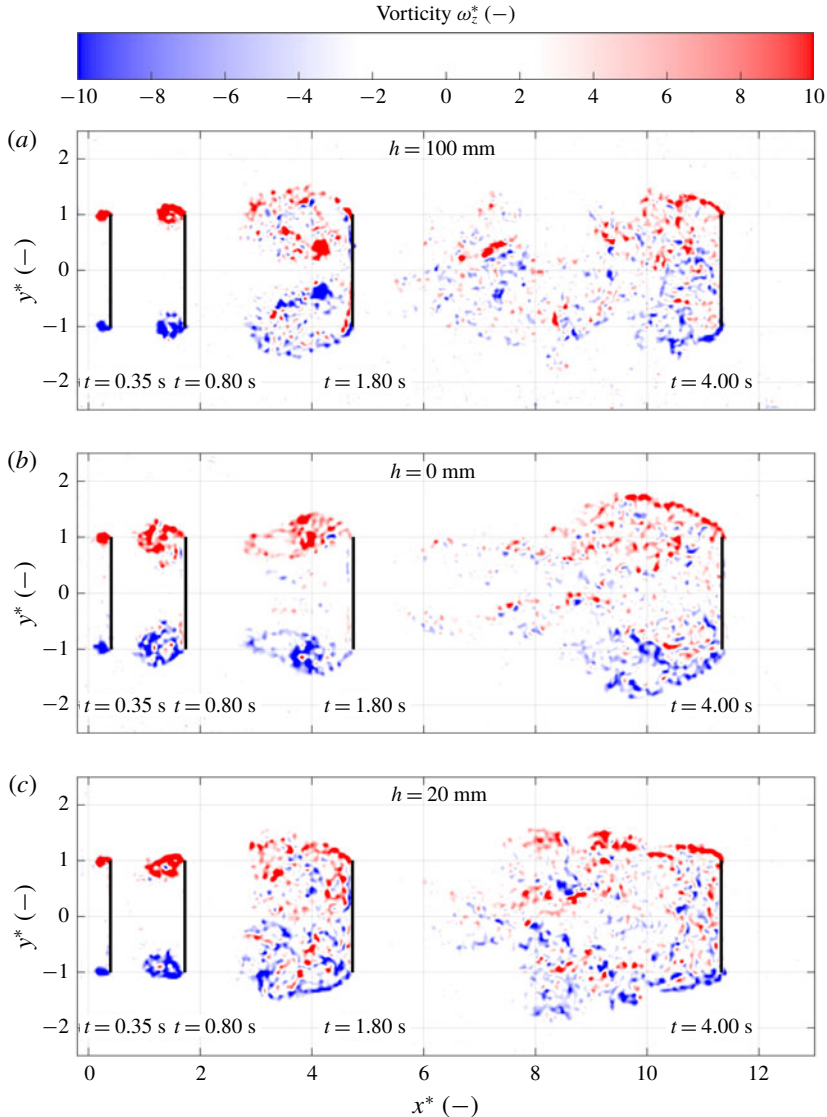 Vorticity ω*z (−)
−10 −8 −6 −4 −2 0 2 4 6 8 10
(a)
h = 100 mm
2
1
0
−1
−2
y* (−)
t = 0.35 s t = 0.80 s t = 1.80 s t = 4.00 s
(b)
h = 0 mm
2
1
0
−1
−2
y* (−)
t = 0.35 s t = 0.80 s t = 1.80 s t = 4.00 s
(c)
h = 20 mm
2
1
0
−1
−2
y* (−)
t = 0.35 s t = 0.80 s t = 1.80 s t = 4.00 s
0 2 4 6 8 10 12
x* (−)